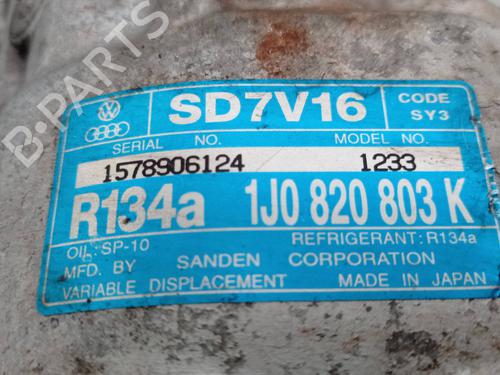 B-PARTS
SD7V16
CODE
SY3
SERIAL NO.
MODEL NO.
1578906124
1233
R134a
1J0 820 803 K
OIL: SP-10
REFRIGERANT: R134a
MFD. BY SANDEN CORPORATION
VARIABLE DISPLACEMENT
MADE IN JAPAN